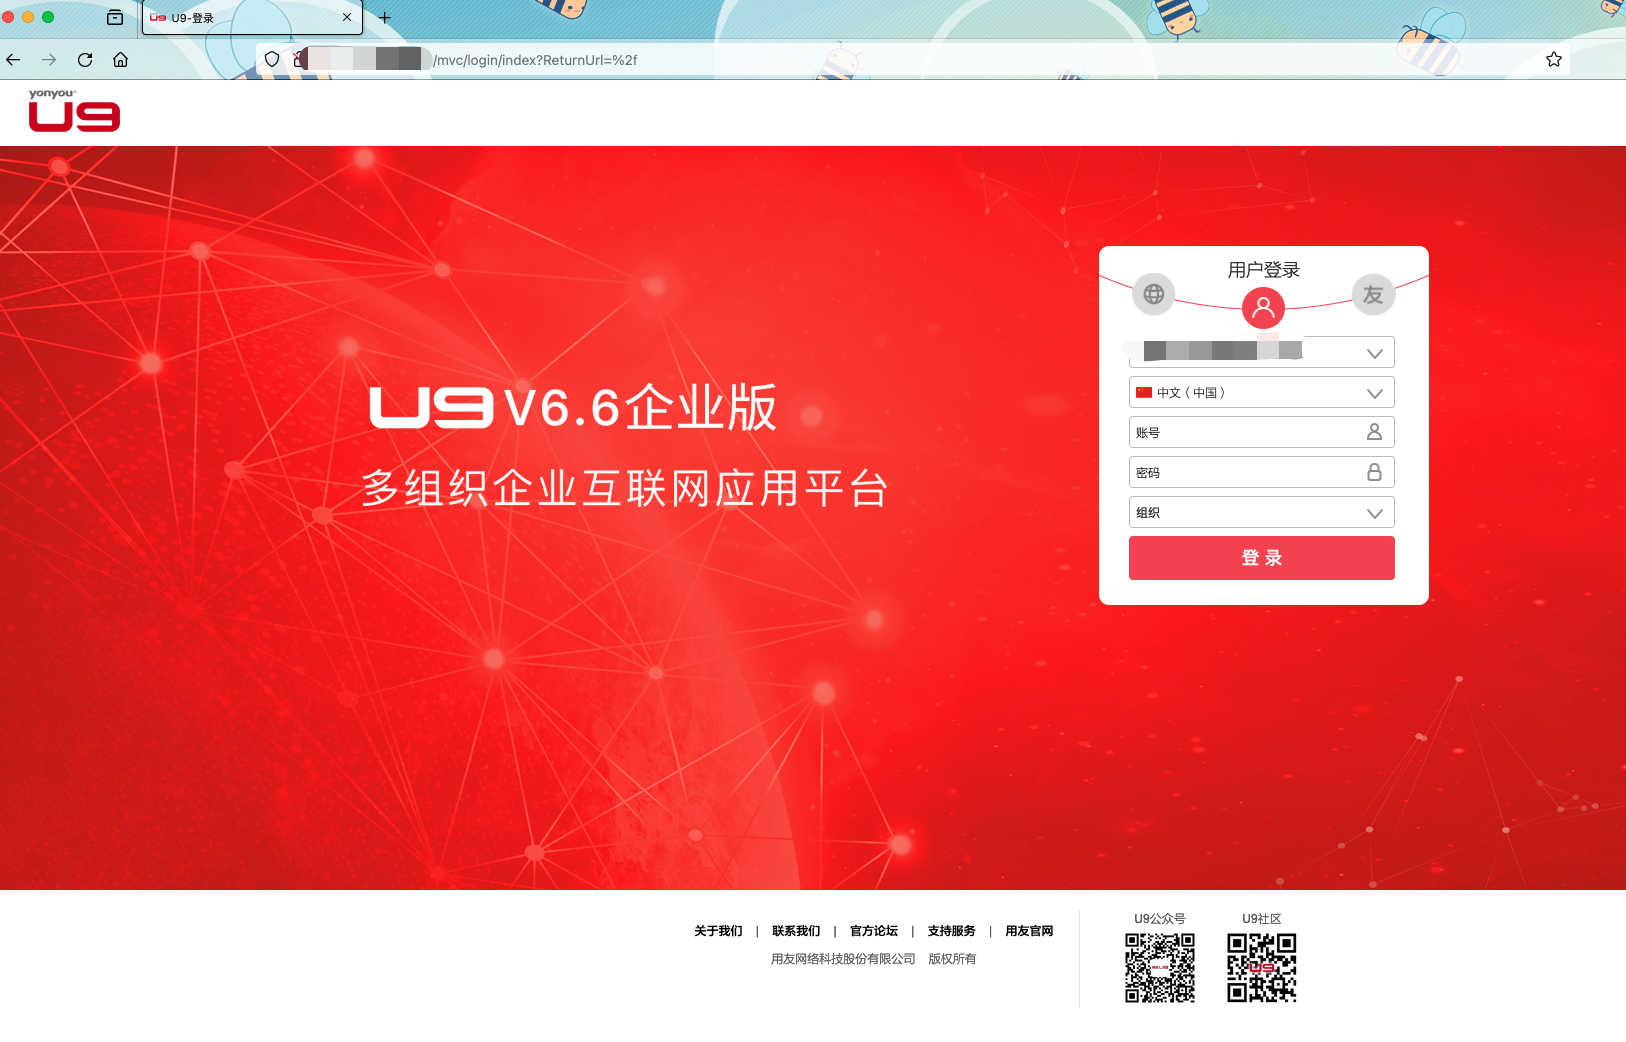 U9-登录
/mvc/login/index?ReturnUrl=%2f
yonyou
U9
用户登录
友
中文（中国）
账号
密码
组织
登 录
U9 V6.6企业版
多组织企业互联网应用平台
关于我们 | 联系我们 | 官方论坛 | 支持服务 | 用友官网
用友网络科技股份有限公司 版权所有
U9公众号 U9社区
U9